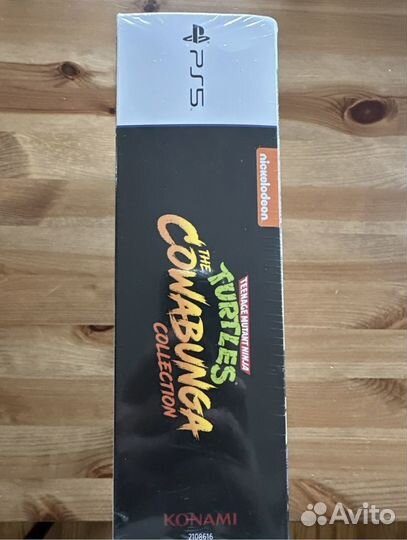 PS5
nickelodeon
TEENAGE MUTANT NINJA
TURTLES
THE
COWABUNGA
COLLECTION
KONAMI
2108616
Avito